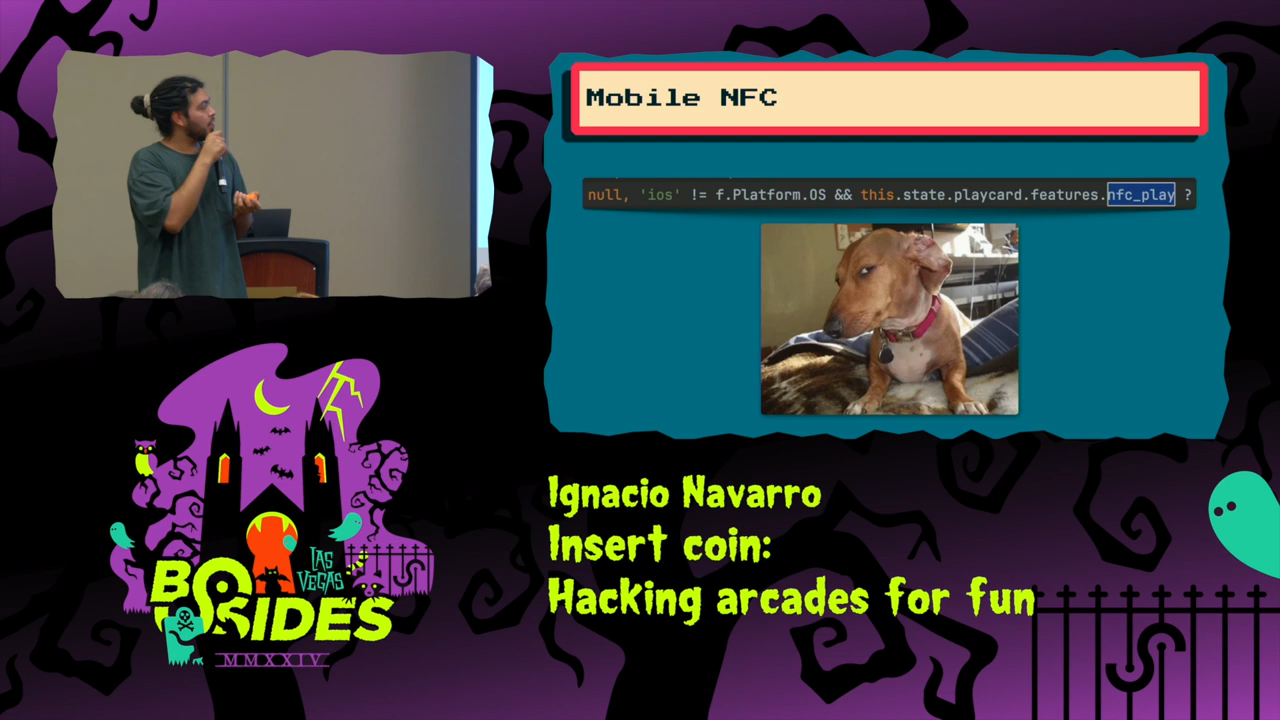 Mobile NFC
null, 'ios' != f.Platform.OS && this.state.playcard.features.nfc_play ?
Ignacio Navarro
Insert coin:
Hacking arcades for fun
LAS
VEGAS
BSIDES
MMXXIV